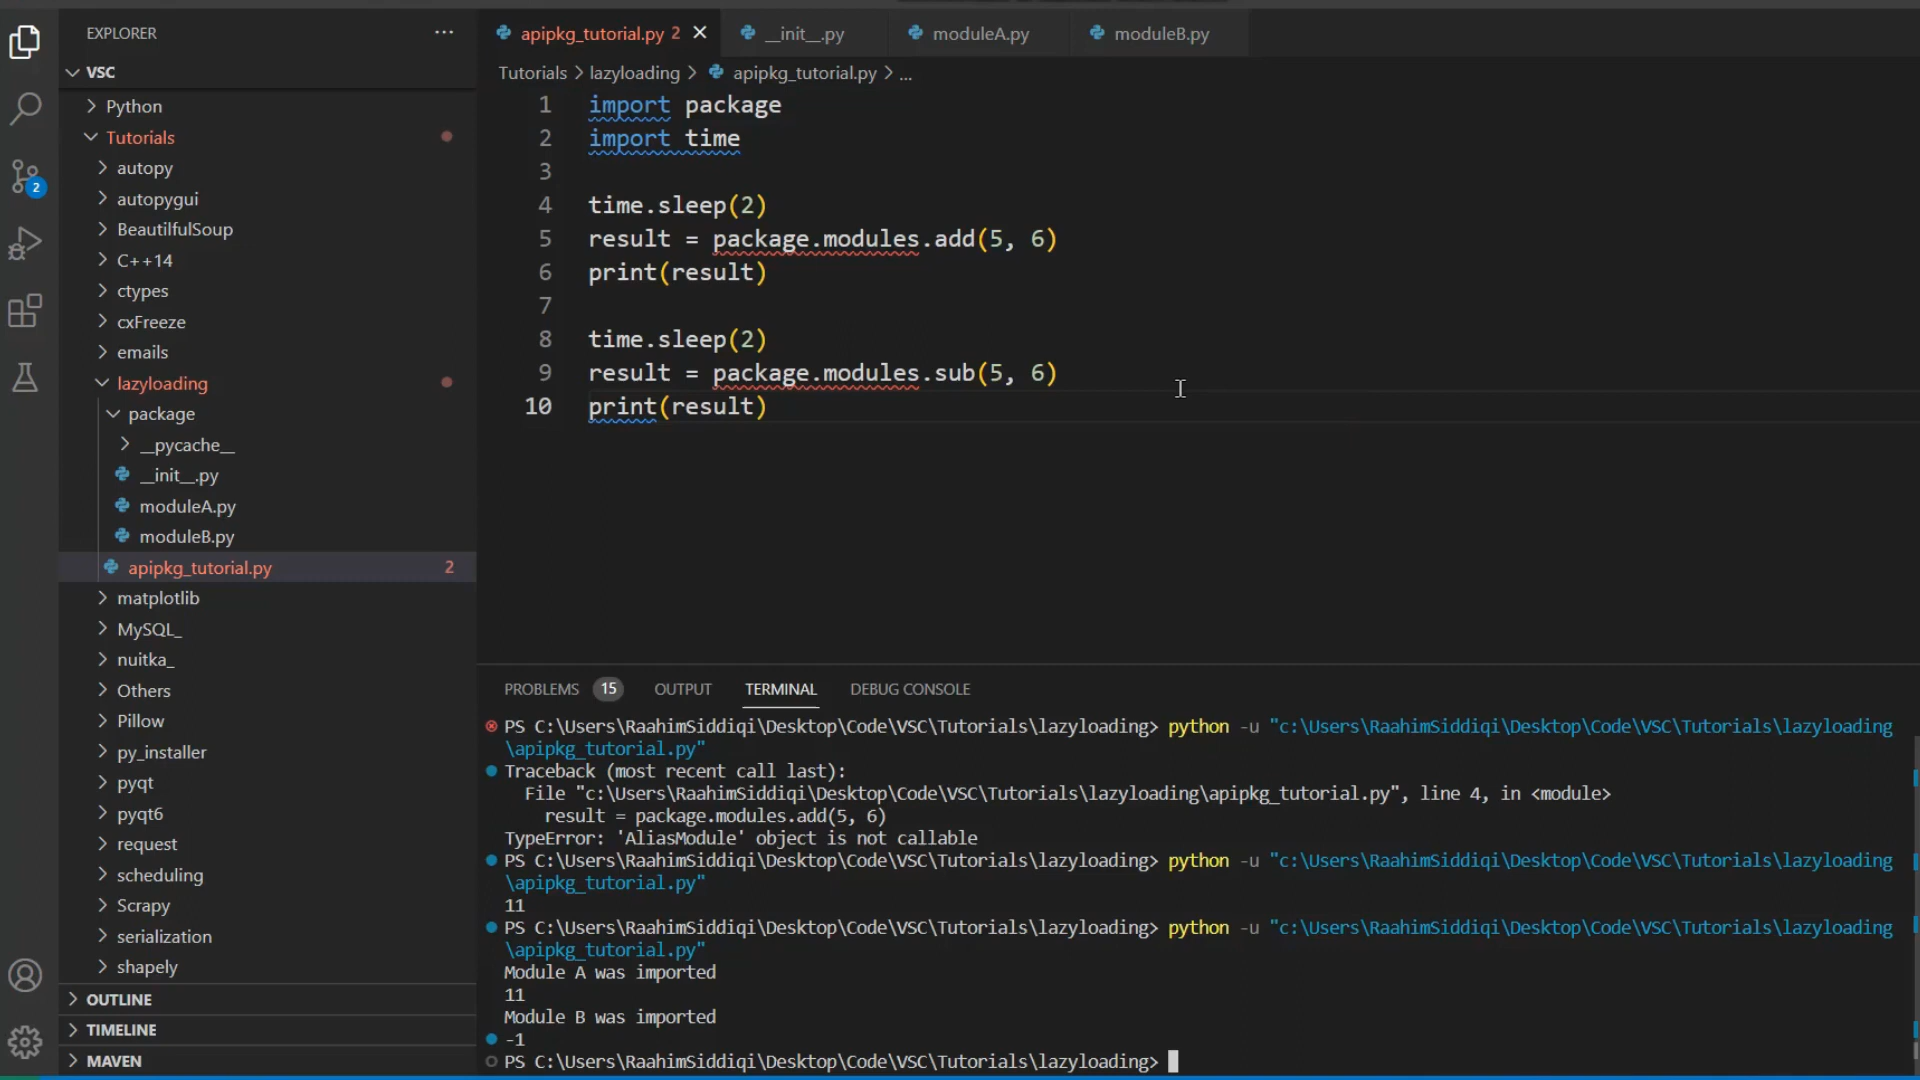 EXPLORER
VSC
Python
Tutorials
autopy
autopygui
BeautilfulSoup
C++14
ctypes
cxFreeze
emails
lazyloading
package
__pycache__
__init__.py
moduleA.py
moduleB.py
apipkg_tutorial.py 2
matplotlib
MySQL_
nuitka_
Others
Pillow
py_installer
pyqt
pyqt6
request
scheduling
Scrapy
serialization
shapely
OUTLINE
TIMELINE
MAVEN
2
apipkg_tutorial.py 2 __init__.py moduleA.py moduleB.py
Tutorials > lazyloading > apipkg_tutorial.py > ...
1 import package
2 import time
3
4 time.sleep(2)
5 result = package.modules.add(5, 6)
6 print(result)
7
8 time.sleep(2)
9 result = package.modules.sub(5, 6)
10 print(result)
PROBLEMS 15 OUTPUT TERMINAL DEBUG CONSOLE
PS C:\Users\RaahimSiddiqi\Desktop\Code\VSC\Tutorials\lazyloading> python -u "c:\Users\RaahimSiddiqi\Desktop\Code\VSC\Tutorials\lazyloading
\apipkg_tutorial.py"
Traceback (most recent call last):
File "c:\Users\RaahimSiddiqi\Desktop\Code\VSC\Tutorials\lazyloading\apipkg_tutorial.py", line 4, in <module>
result = package.modules.add(5, 6)
TypeError: 'AliasModule' object is not callable
PS C:\Users\RaahimSiddiqi\Desktop\Code\VSC\Tutorials\lazyloading> python -u "c:\Users\RaahimSiddiqi\Desktop\Code\VSC\Tutorials\lazyloading
\apipkg_tutorial.py"
11
PS C:\Users\RaahimSiddiqi\Desktop\Code\VSC\Tutorials\lazyloading> python -u "c:\Users\RaahimSiddiqi\Desktop\Code\VSC\Tutorials\lazyloading
\apipkg_tutorial.py"
Module A was imported
11
Module B was imported
-1
PS C:\Users\RaahimSiddiqi\Desktop\Code\VSC\Tutorials\lazyloading>